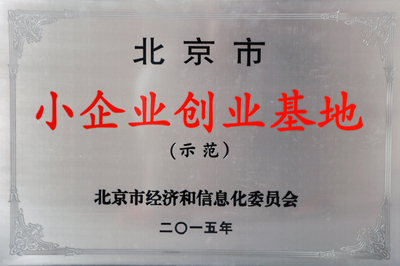 北京市
小企业创业基地
(示范)
北京市经济和信息化委员会
二〇一五年